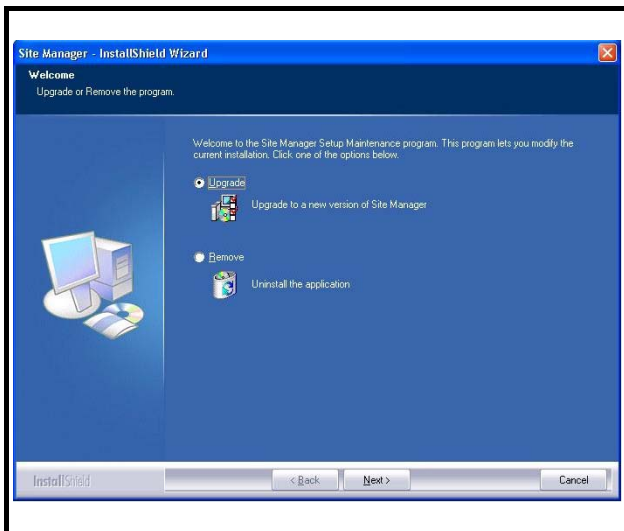 Site Manager - InstallShield Wizard
Welcome
Upgrade or Remove the program.
Welcome to the Site Manager Setup Maintenance program. This program lets you modify the
current installation. Click one of the options below.
Upgrade
Upgrade to a new version of Site Manager
Remove
Uninstall the application
InstallShield
< Back
Next >
Cancel